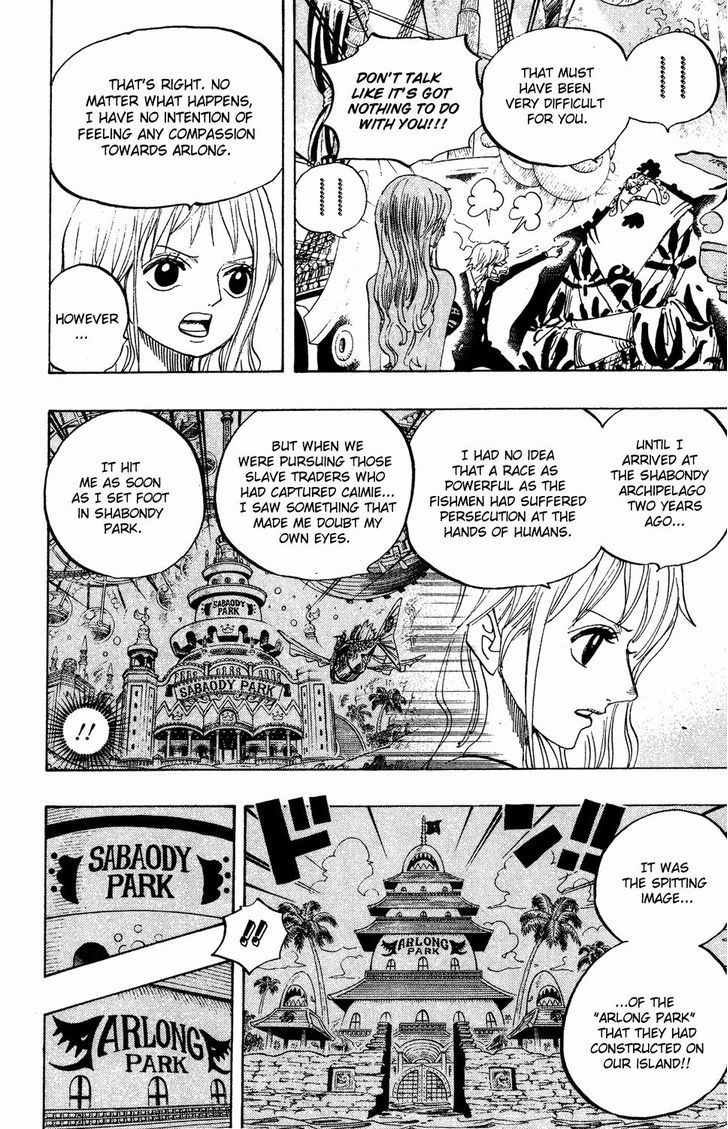 !!!!
THAT MUST
HAVE BEEN
VERY DIFFICULT
FOR YOU.
DON'T TALK
LIKE IT'S GOT
NOTHING TO DO
WITH YOU!!!
!!!!
THAT'S RIGHT. NO
MATTER WHAT HAPPENS,
I HAVE NO INTENTION OF
FEELING ANY COMPASSION
TOWARDS ARLONG.
HOWEVER
...
UNTIL I
ARRIVED AT
THE SHABONDY
ARCHIPELAGO
TWO YEARS
AGO...
I HAD NO IDEA
THAT A RACE AS
POWERFUL AS THE
FISHMEN HAD SUFFERED
PERSECUTION AT THE
HANDS OF HUMANS.
BUT WHEN WE
WERE PURSUING THOSE
SLAVE TRADERS WHO
HAD CAPTURED CAIMIE...
I SAW SOMETHING THAT
MADE ME DOUBT MY
OWN EYES.
IT HIT
ME AS SOON
AS I SET FOOT
IN SHABONDY
PARK.
SABAODY
PARK
SABAODY PARK
!!
IT WAS
THE SPITTING
IMAGE...
...OF THE
"ARLONG PARK"
THAT THEY HAD
CONSTRUCTED ON
OUR ISLAND!!
ドン!!
ARLONG
PARK
!!
SABAODY
PARK
ARLONG
PARK